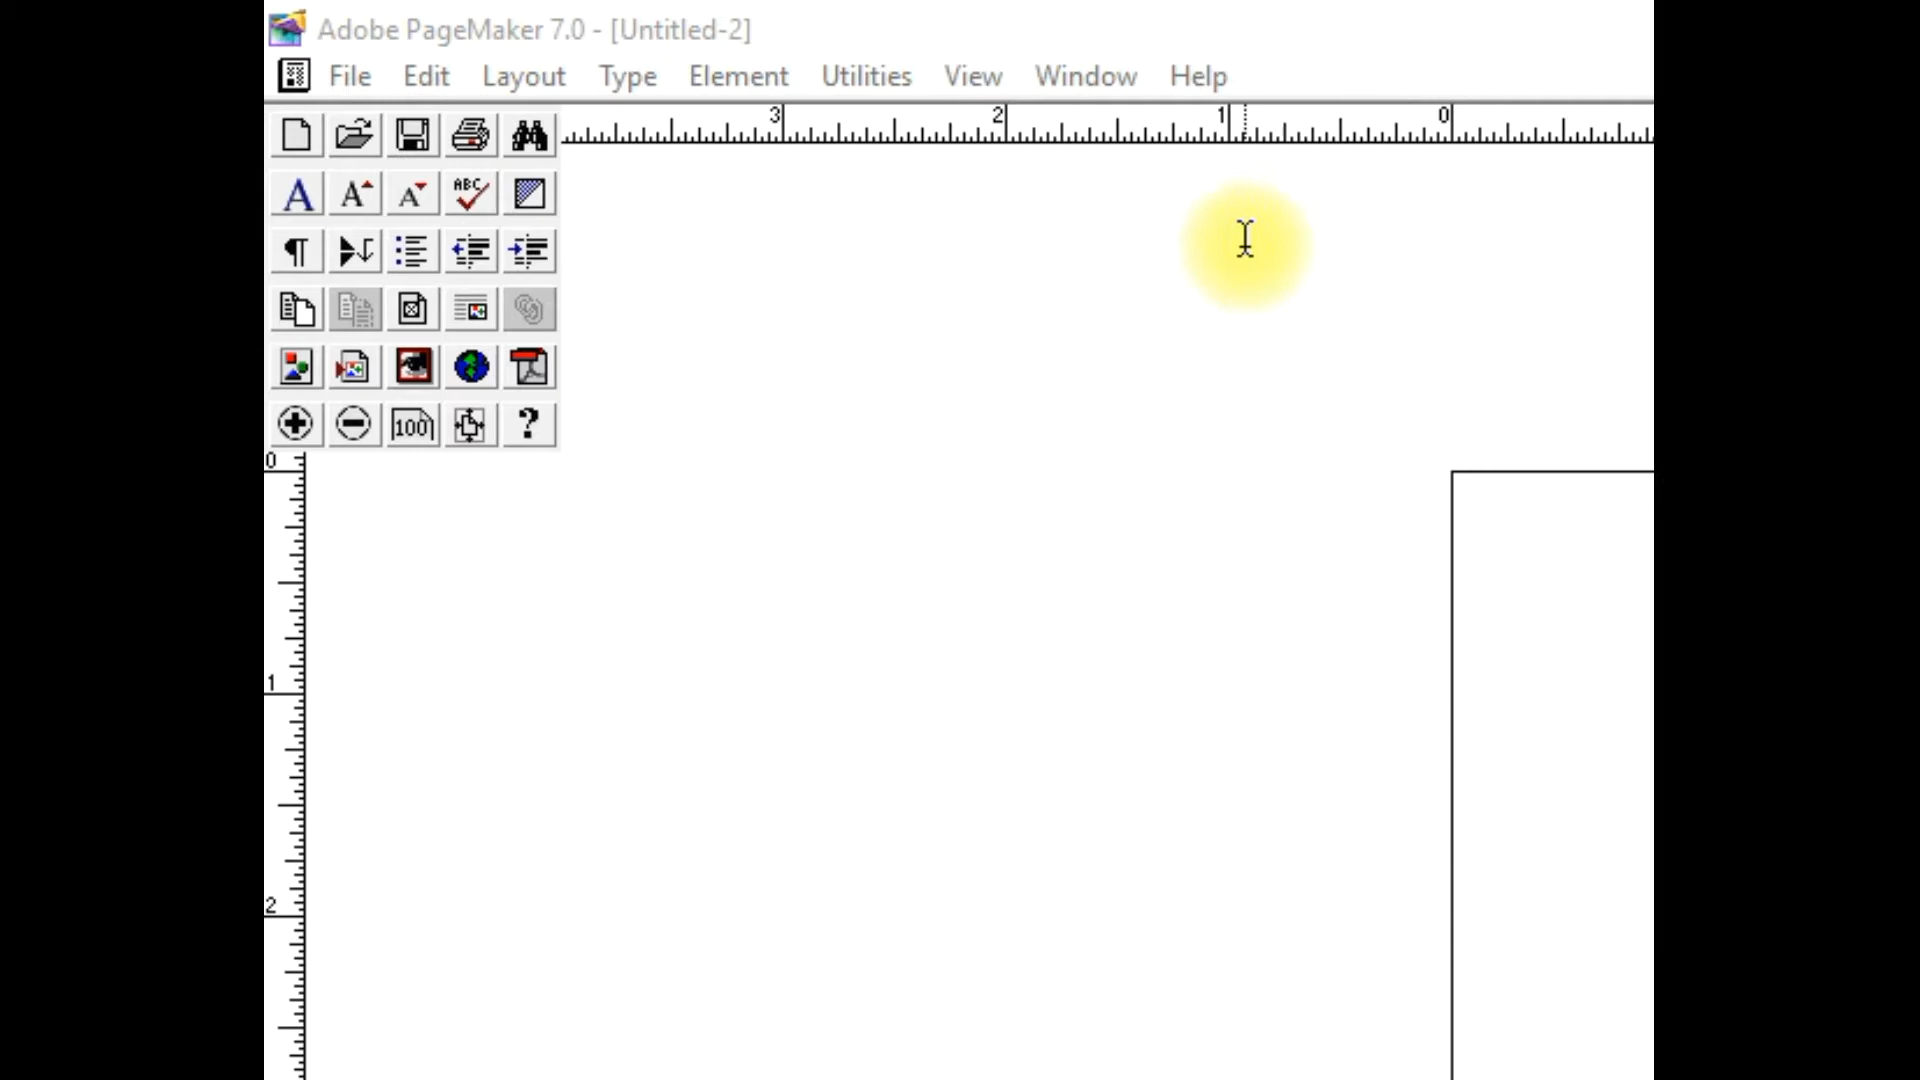 Adobe PageMaker 7.0 - [Untitled-2]
File Edit Layout Type Element Utilities View Window Help
3 2 1 0
A A A ABC
¶
100 ?
0
1
2